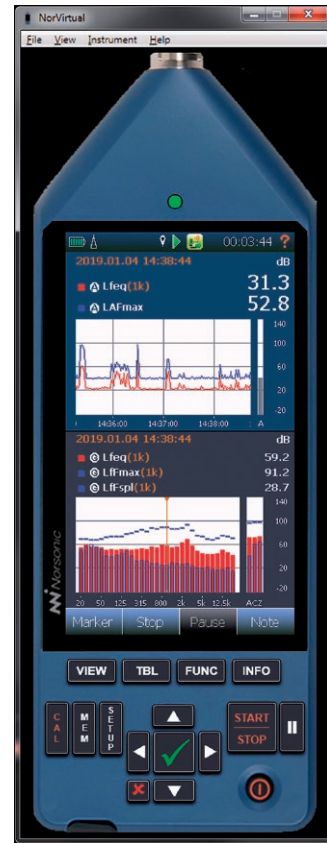 NorVirtual
File View Instrument Help
00:03:44 ?
2019.01.04 14:38:44 dB
A Lfeq(1k) 31.3
A LAFmax 52.8
140
100
60
20
-20
14:36:00 14:37:00 14:38:00 A
2019.01.04 14:38:44 dB
G Lfeq(1k) 59.2
G LfFmax(1k) 91.2
G LfFspl(1k) 28.7
140
100
60
20
-20
20 50 125 315 800 2k 5k 12.5k ACZ
Norsonic
Marker Stop Pause Note
VIEW TBL FUNC INFO
CAL
MEM
SETUP
START
STOP